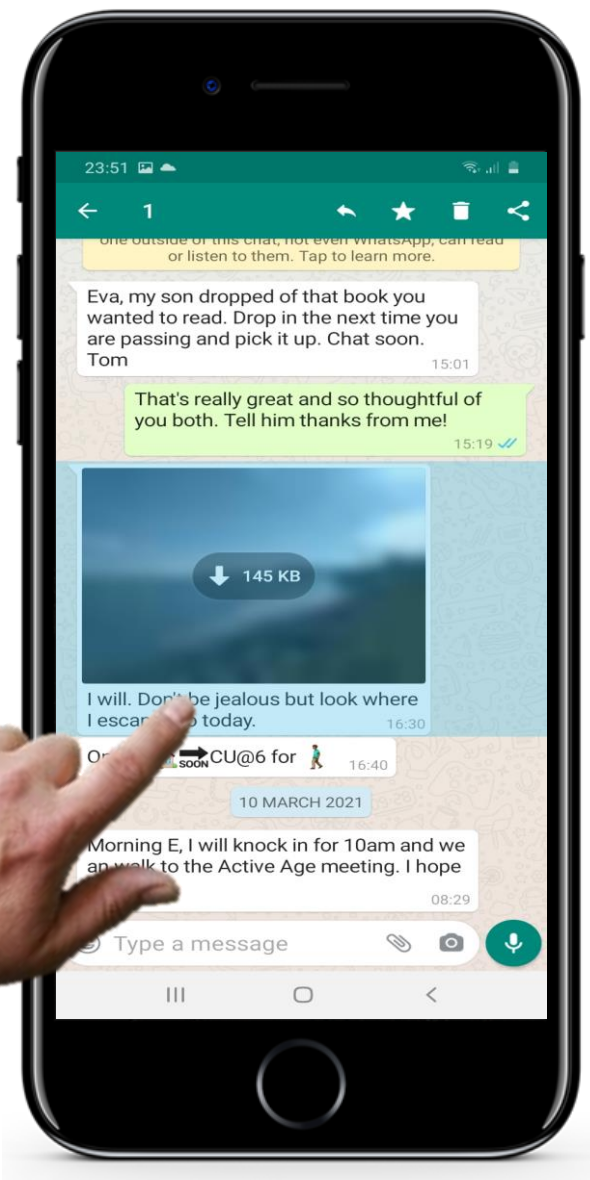 23:51
1
one outside of this chat, not even WhatsApp, can read
or listen to them. Tap to learn more.
Eva, my son dropped of that book you
wanted to read. Drop in the next time you
are passing and pick it up. Chat soon.
Tom
15:01
That's really great and so thoughtful of
you both. Tell him thanks from me!
15:19
145 KB
I will. Don't be jealous but look where
I today.
16:30
SOON CU@6 for
16:40
10 MARCH 2021
Morning E, I will knock in for 10am and we
walk to the Active Age meeting. I hope
08:29
Type a message